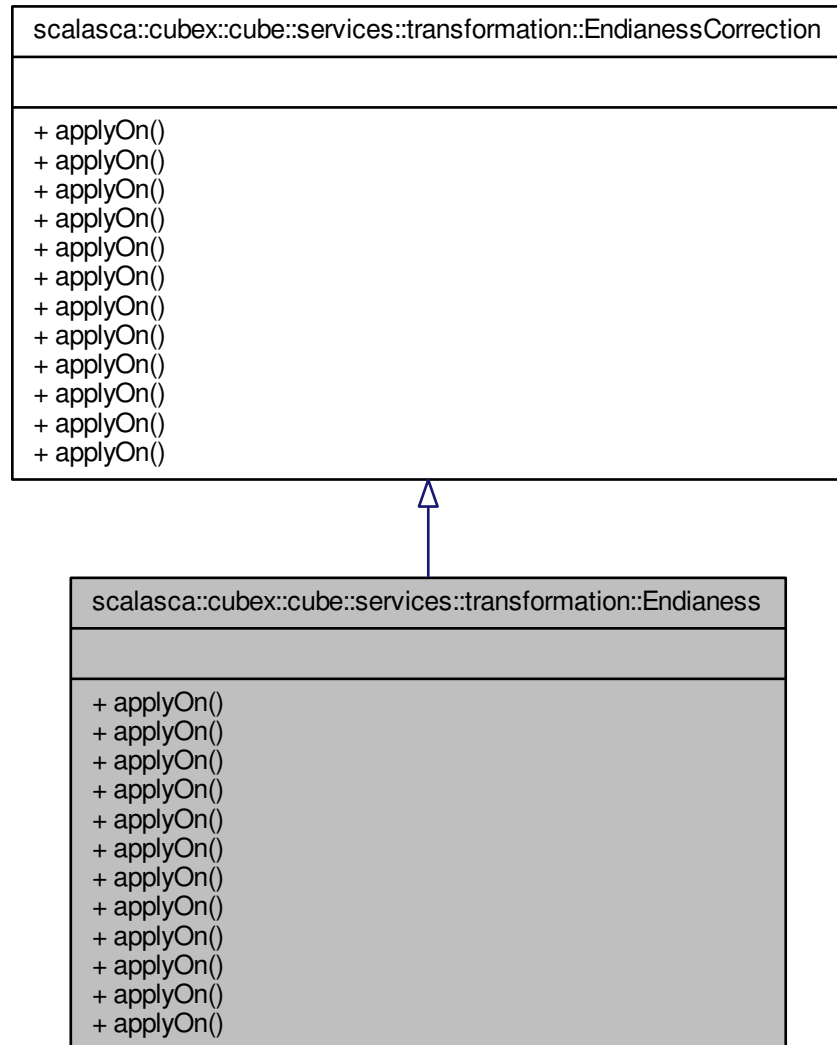 scalasca::cubex::cube::services::transformation::EndianessCorrection
+ applyOn()
+ applyOn()
+ applyOn()
+ applyOn()
+ applyOn()
+ applyOn()
+ applyOn()
+ applyOn()
+ applyOn()
+ applyOn()
+ applyOn()
+ applyOn()
scalasca::cubex::cube::services::transformation::Endianess
+ applyOn()
+ applyOn()
+ applyOn()
+ applyOn()
+ applyOn()
+ applyOn()
+ applyOn()
+ applyOn()
+ applyOn()
+ applyOn()
+ applyOn()
+ applyOn()